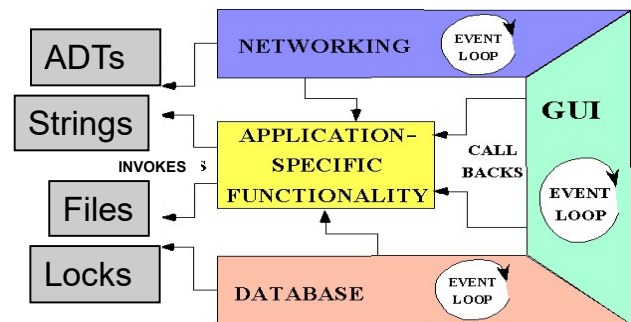 ADTs
Strings
INVOKES
Files
Locks
NETWORKING
EVENT
LOOP
APPLICATION-
SPECIFIC
FUNCTIONALITY
CALL
BACKS
GUI
EVENT
LOOP
DATABASE
EVENT
LOOP